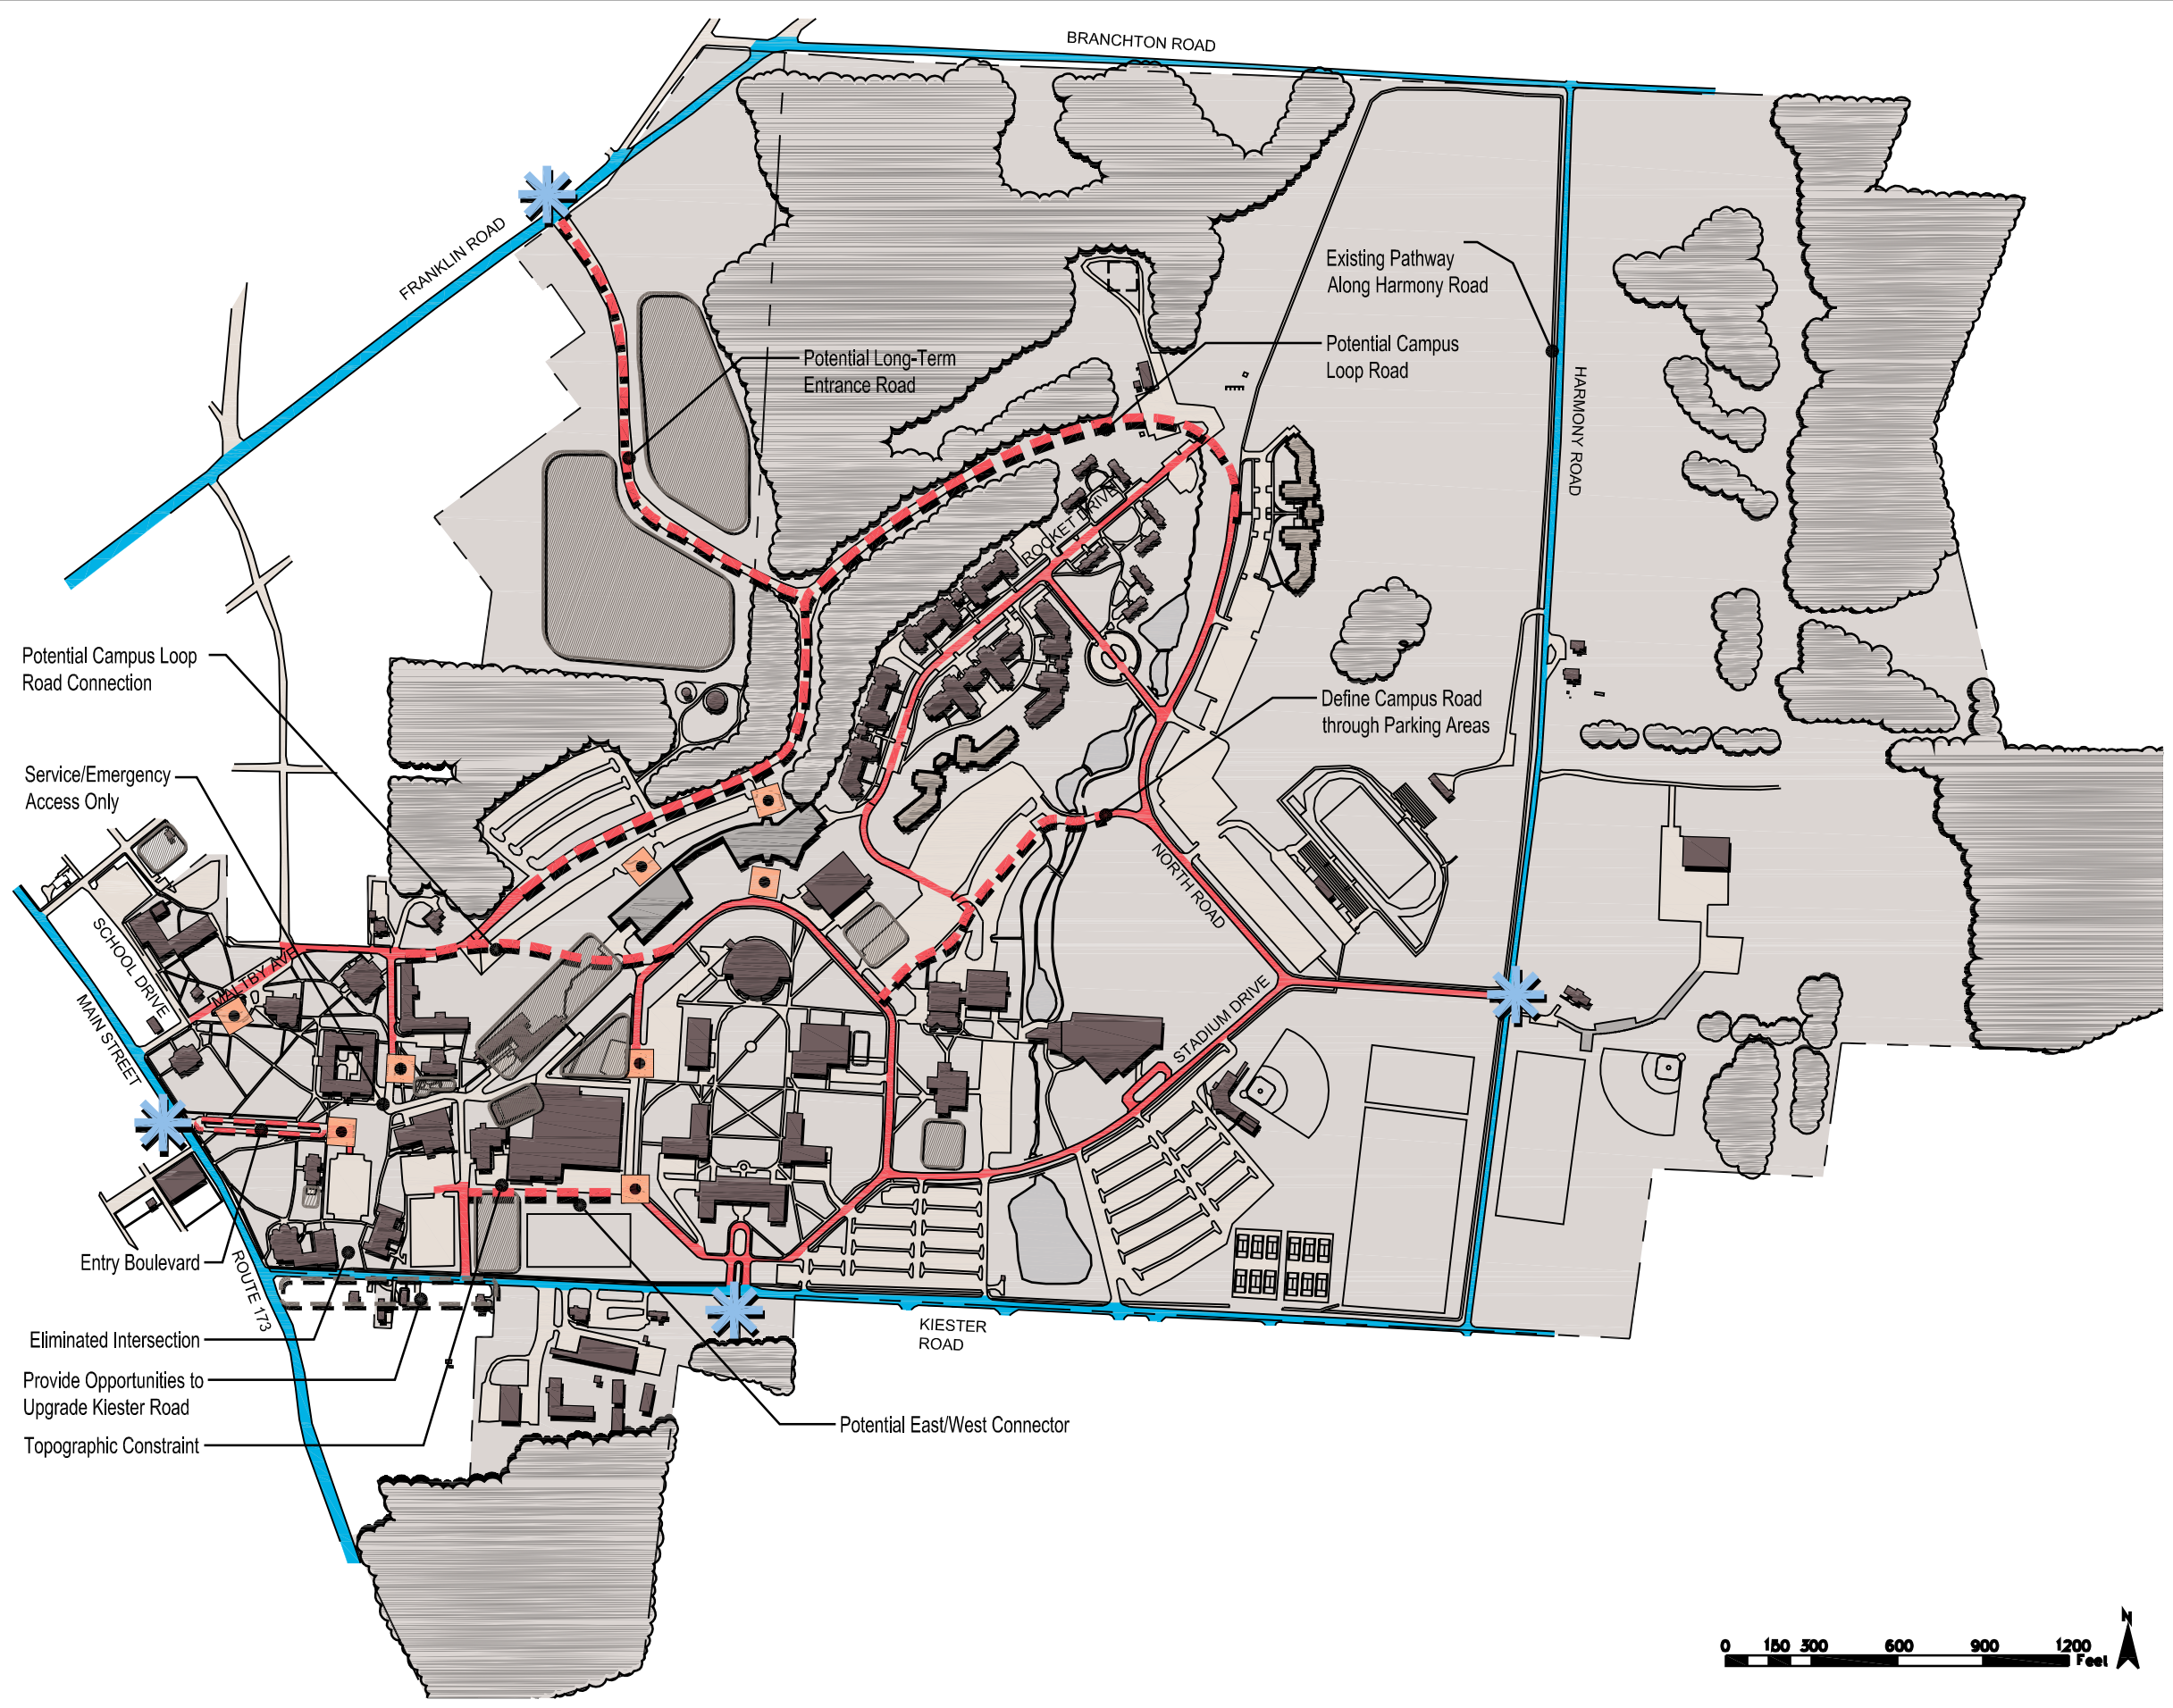 BRANCHTON ROAD
FRANKLIN ROAD
Existing Pathway
Along Harmony Road
Potential Campus
Loop Road
Potential Long-Term
Entrance Road
HARMONY ROAD
ROCKET DRIVE
Potential Campus Loop
Road Connection
Define Campus Road
through Parking Areas
Service/Emergency
Access Only
NORTH ROAD
SCHOOL DRIVE
MALTBY AVE
MAIN STREET
STADIUM DRIVE
Entry Boulevard
ROUTE 173
Eliminated Intersection
KIESTER
ROAD
Provide Opportunities to
Upgrade Kiester Road
Potential East/West Connector
Topographic Constraint
N
0 150 300 600 900 1200
Feet